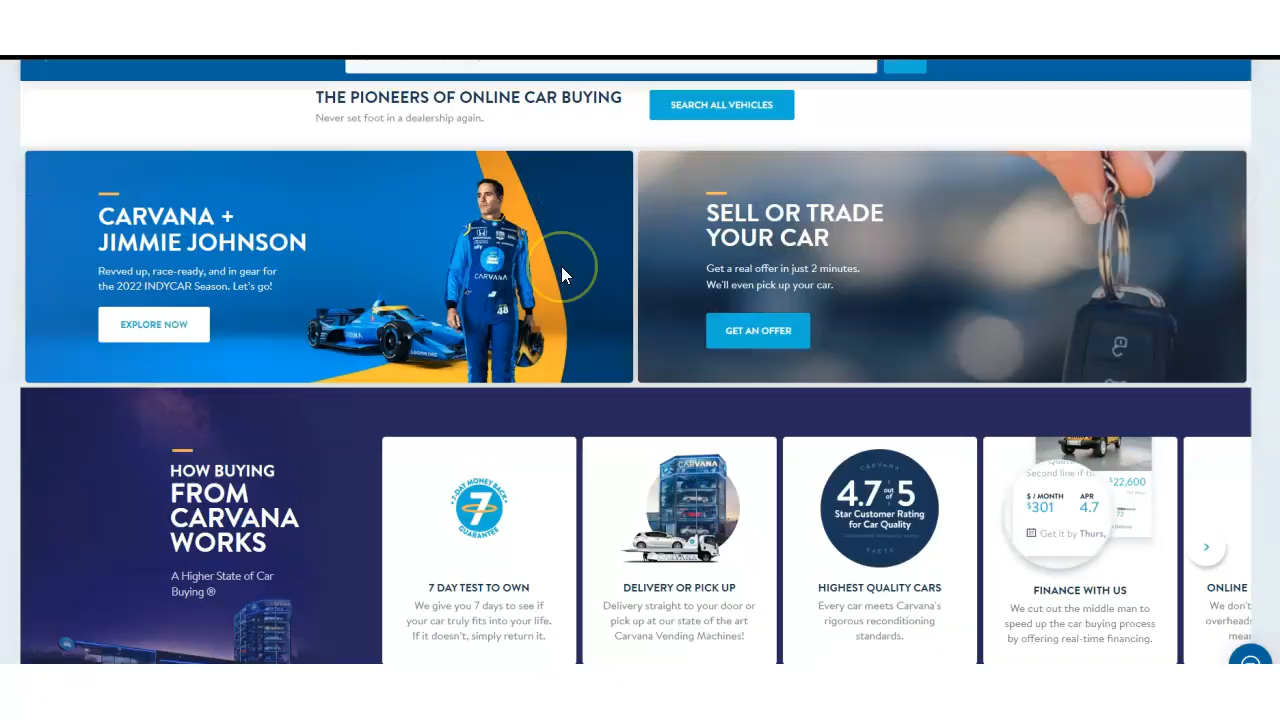 THE PIONEERS OF ONLINE CAR BUYING
Never set foot in a dealership again.
SEARCH ALL VEHICLES
CARVANA +
JIMMIE JOHNSON
Revved up, race-ready, and in gear for
the 2022 INDYCAR Season. Let's go!
EXPLORE NOW
CARVANA
48
SELL OR TRADE
YOUR CAR
Get a real offer in just 2 minutes.
We'll even pick up your car.
GET AN OFFER
HOW BUYING
FROM
CARVANA
WORKS
A Higher State of Car
Buying ®
7-DAY MONEY BACK
7
GUARANTEE
7 DAY TEST TO OWN
We give you 7 days to see if
your car truly fits into your life.
If it doesn't, simply return it.
CARVANA
DELIVERY OR PICK UP
Delivery straight to your door or
pick up at our state of the art
Carvana Vending Machines!
CARVANA
4.7 out of 5
Star Customer Rating
for Car Quality
FACTS
HIGHEST QUALITY CARS
Every car meets Carvana's
rigorous reconditioning
standards.
Second line if
$22,600
$ / MONTH APR
$301 4.7
72
Get it by Thurs,
FINANCE WITH US
We cut out the middle man to
speed up the car buying process
by offering real-time financing.
ONLINE
We don't
overheads
mean